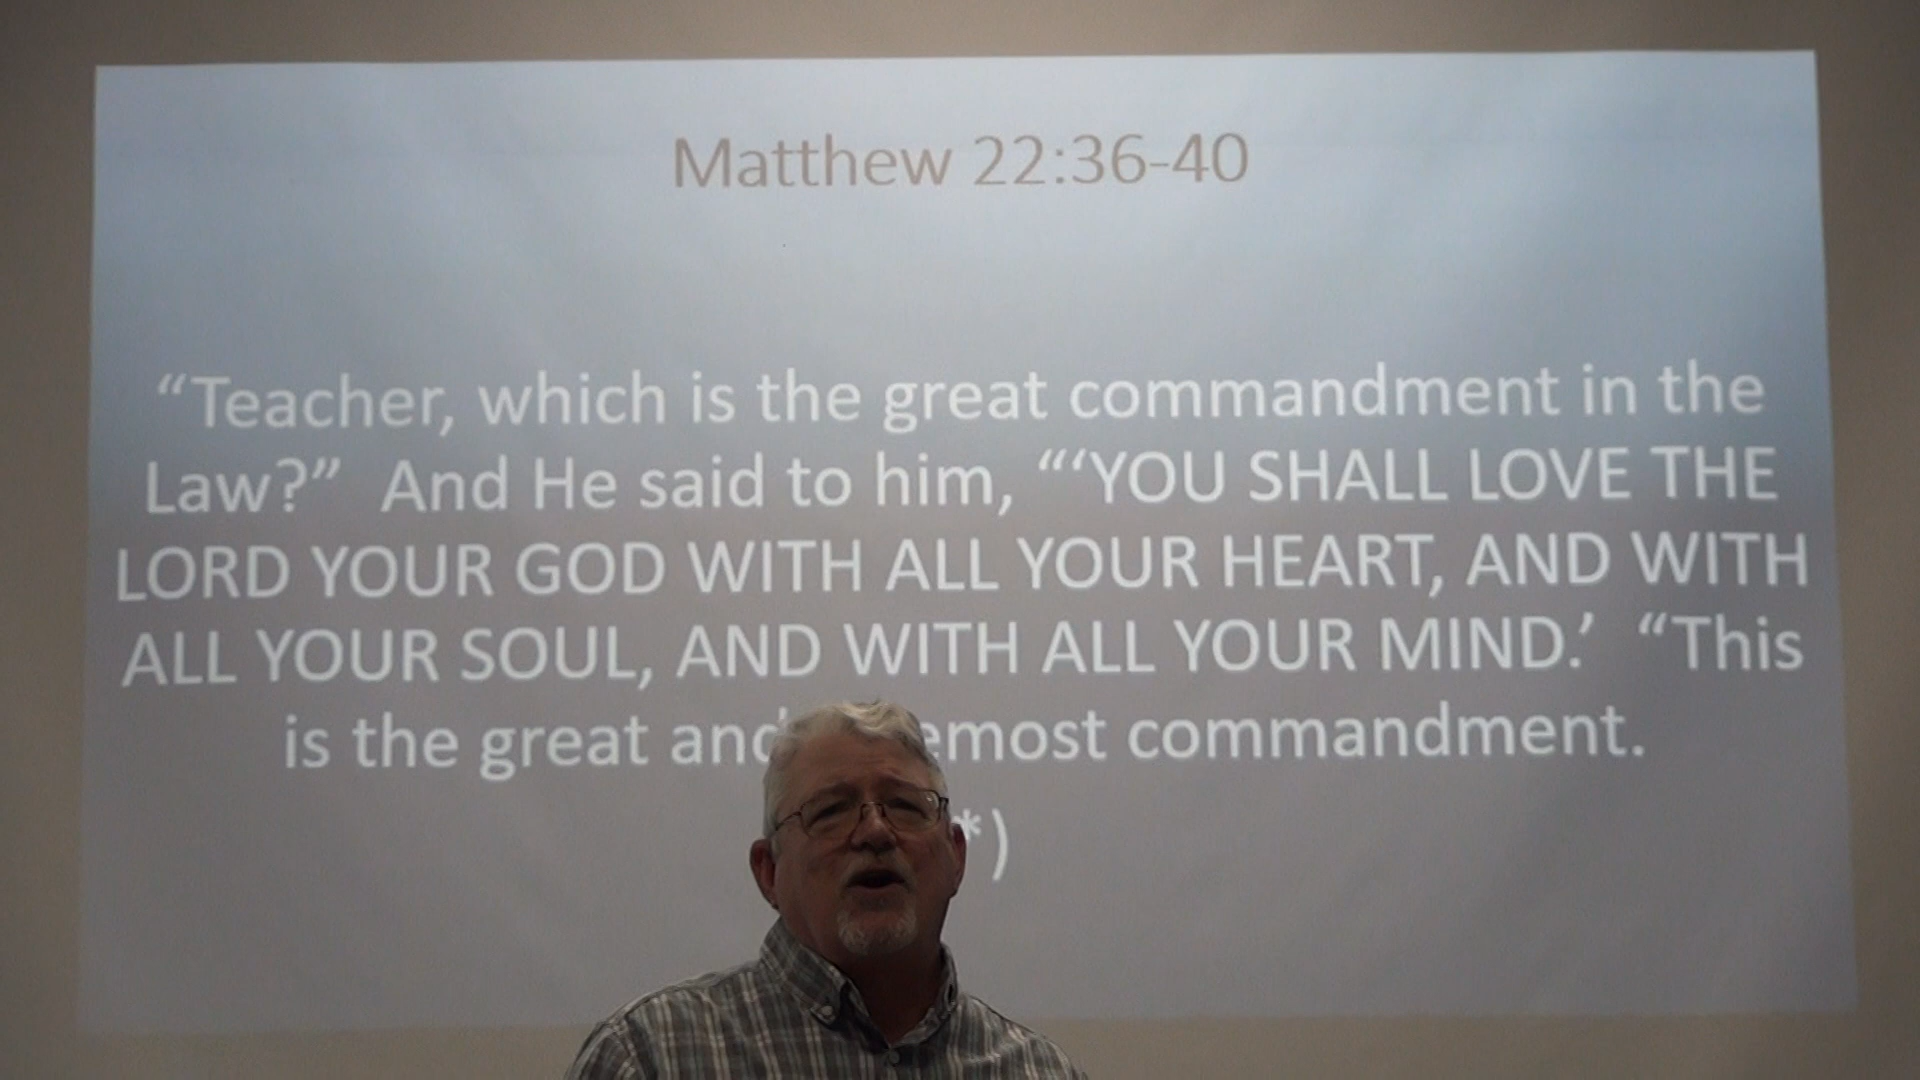 Matthew 22:36-40
“Teacher, which is the great commandment in the
Law?” And He said to him, “‘YOU SHALL LOVE THE
LORD YOUR GOD WITH ALL YOUR HEART, AND WITH
ALL YOUR SOUL, AND WITH ALL YOUR MIND.’ “This
is the great and commandment.
*)